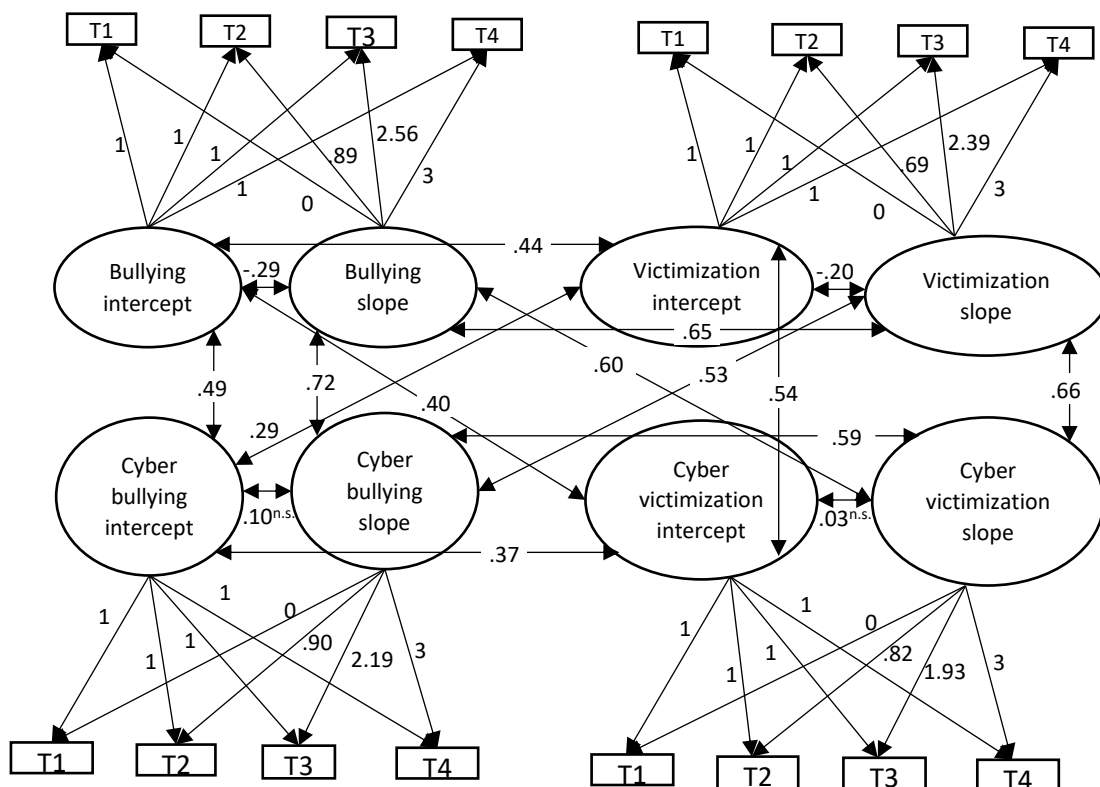 T1 T2 T3 T4 T1 T2 T3 T4
1 1 1 1 0 .89 2.56 3 1 1 1 1 0 .69 2.39 3
.44
Bullying
intercept
-.29
Bullying
slope
Victimization
intercept
-.20
Victimization
slope
.65
.49
.72
.60
.53
.54
.66
.40
.29
.59
Cyber
bullying
intercept
.10n.s.
Cyber
bullying
slope
Cyber
victimization
intercept
.03n.s.
Cyber
victimization
slope
.37
1 1 1 1 0 .90 2.19 3 1 1 1 1 0 .82 1.93 3
T1 T2 T3 T4 T1 T2 T3 T4